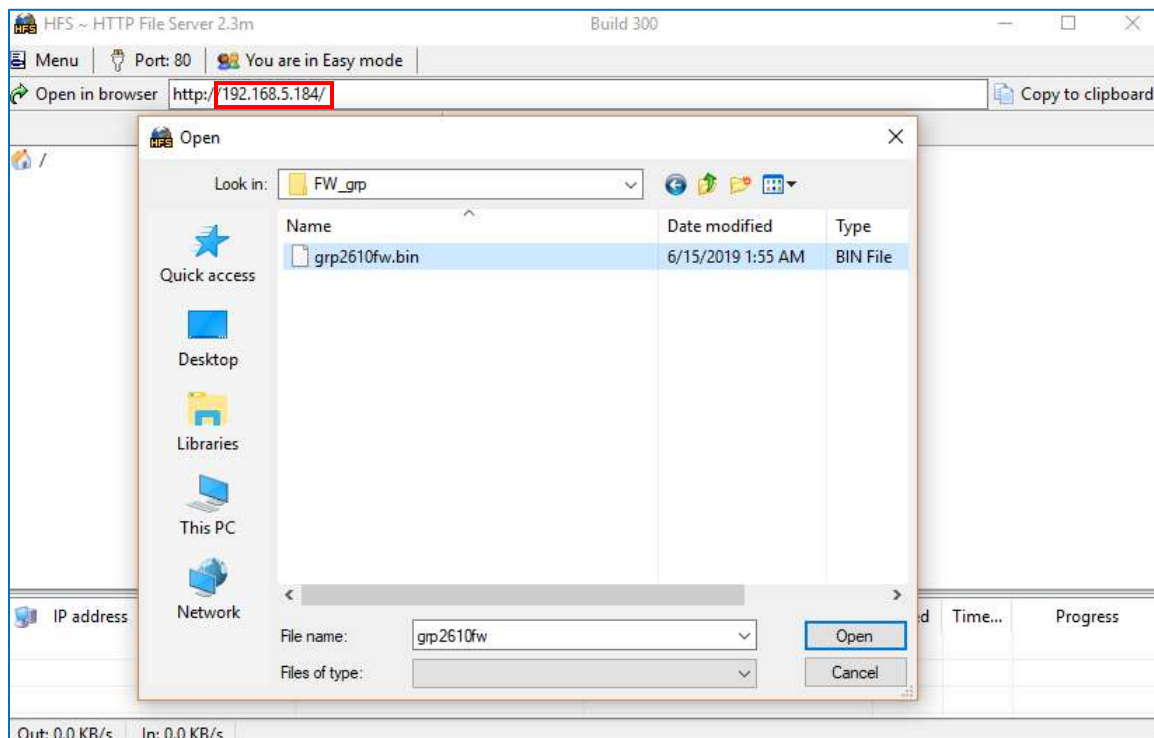 HFS ~ HTTP File Server 2.3m Build 300
Menu Port: 80 You are in Easy mode
Open in browser http://192.168.5.184/ Copy to clipboard
Open
/
Look in: FW_grp
Name Date modified Type
grp2610fw.bin 6/15/2019 1:55 AM BIN File
Quick access
Desktop
Libraries
This PC
Network
IP address Time... Progress
File name: grp2610fw Open
Files of type: Cancel
Out: 0.0 KB/s In: 0.0 KB/s